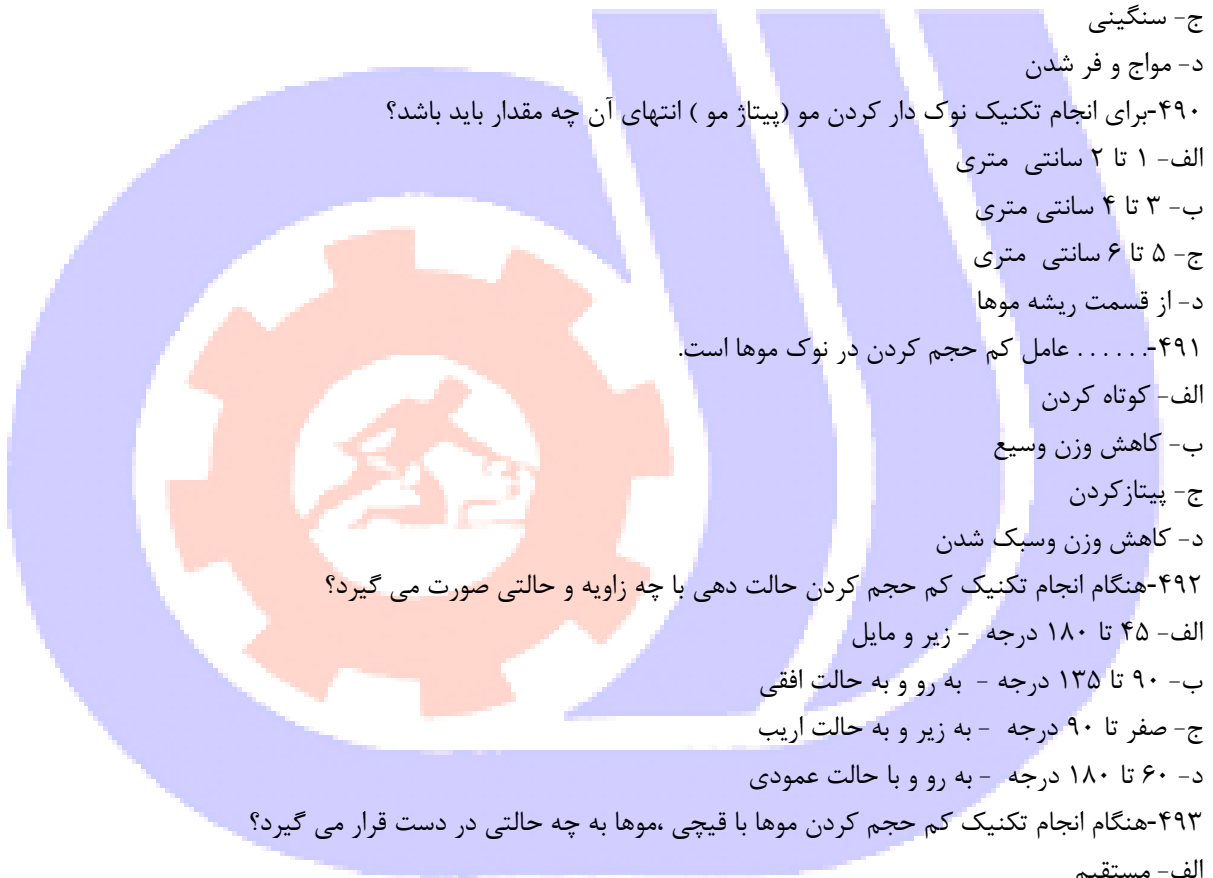 ج- سنگینی
د- مواج و فر شدن
۴۹۰-برای انجام تکنیک نوک دار کردن مو (پیتاژ مو ) انتهای آن چه مقدار باید باشد؟
الف- ۱ تا ۲ سانتی متری
ب- ۳ تا ۴ سانتی متری
ج- ۵ تا ۶ سانتی متری
د- از قسمت ریشه موها
۴۹۱-. . . . . . عامل کم حجم کردن در نوک موها است.
الف- کوتاه کردن
ب- کاهش وزن وسیع
ج- پیتازکردن
د- کاهش وزن وسبک شدن
۴۹۲-هنگام انجام تکنیک کم حجم کردن حالت دهی با چه زاویه و حالتی صورت می گیرد؟
الف- ۴۵ تا ۱۸۰ درجه - زیر و مایل
ب- ۹۰ تا ۱۳۵ درجه - به رو و به حالت افقی
ج- صفر تا ۹۰ درجه - به زیر و به حالت اریب
د- ۶۰ تا ۱۸۰ درجه - به رو و با حالت عمودی
۴۹۳-هنگام انجام تکنیک کم حجم کردن موها با قیچی ،موها به چه حالتی در دست قرار می گیرد؟
الف- مستقیم